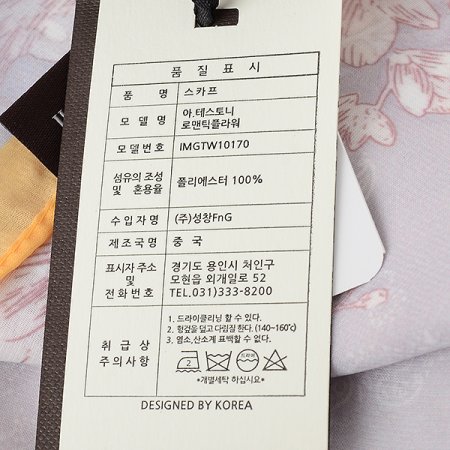 품 질 표 시
품 명 스카프
모 델 명 아.테스토니
로맨틱플라워
모델번호 IMGTW10170
섬유의 조성
및 혼용율 폴리에스터 100%
수입자명 (주)성창FnG
제조국명 중 국
표시자 주소
및
전화번호 경기도 용인시 처인구
모현읍 외개일로 52
TEL.031)333-8200
취 급 상
주의사항 1. 드라이클리닝 할 수 있다.
2. 헝겊을 덮고 다림질 한다. (140~160℃)
3. 염소,산소계 표백할 수 없다.
2 드라이
*개별세탁 하십시요*
DESIGNED BY KOREA